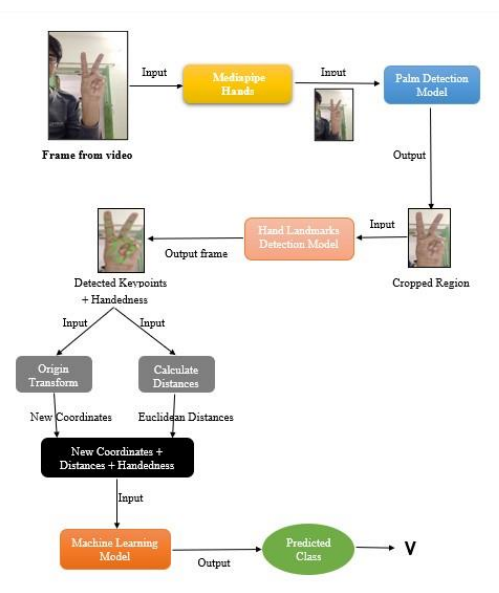 Input
Mediapipe
Hands
Input
Palm Detection
Model
Frame from video
Output
Input
Hand Landmarks
Detection Model
Output frame
Cropped Region
Detected Keypoints
+ Handedness
Input
Input
Origin
Transform
Calculate
Distances
New Coordinates
Euclidean Distances
New Coordinates +
Distances + Handedness
Input
Machine Learning
Model
Output
Predicted
Class
V